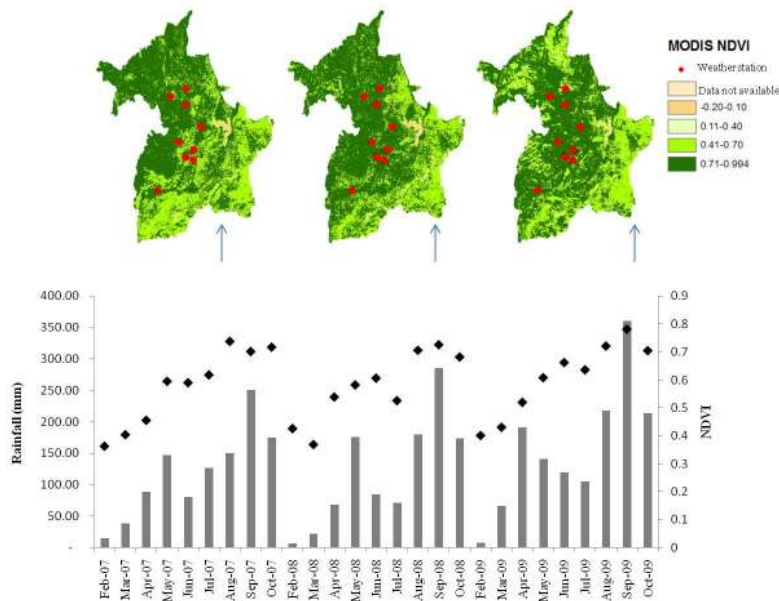 MODIS NDVI
Weather station
Data not available
-0.20-0.10
0.11-0.40
0.41-0.70
0.71-0.994
400.00
350.00
300.00
250.00
200.00
150.00
100.00
50.00
-
Rainfall (mm)
0.9
0.8
0.7
0.6
0.5
0.4
0.3
0.2
0.1
0
NDVI
Feb-07
Mar-07
Apr-07
May-07
Jun-07
Jul-07
Aug-07
Sep-07
Oct-07
Feb-08
Mar-08
Apr-08
May-08
Jun-08
Jul-08
Aug-08
Sep-08
Oct-08
Feb-09
Mar-09
Apr-09
May-09
Jun-09
Jul-09
Aug-09
Sep-09
Oct-09